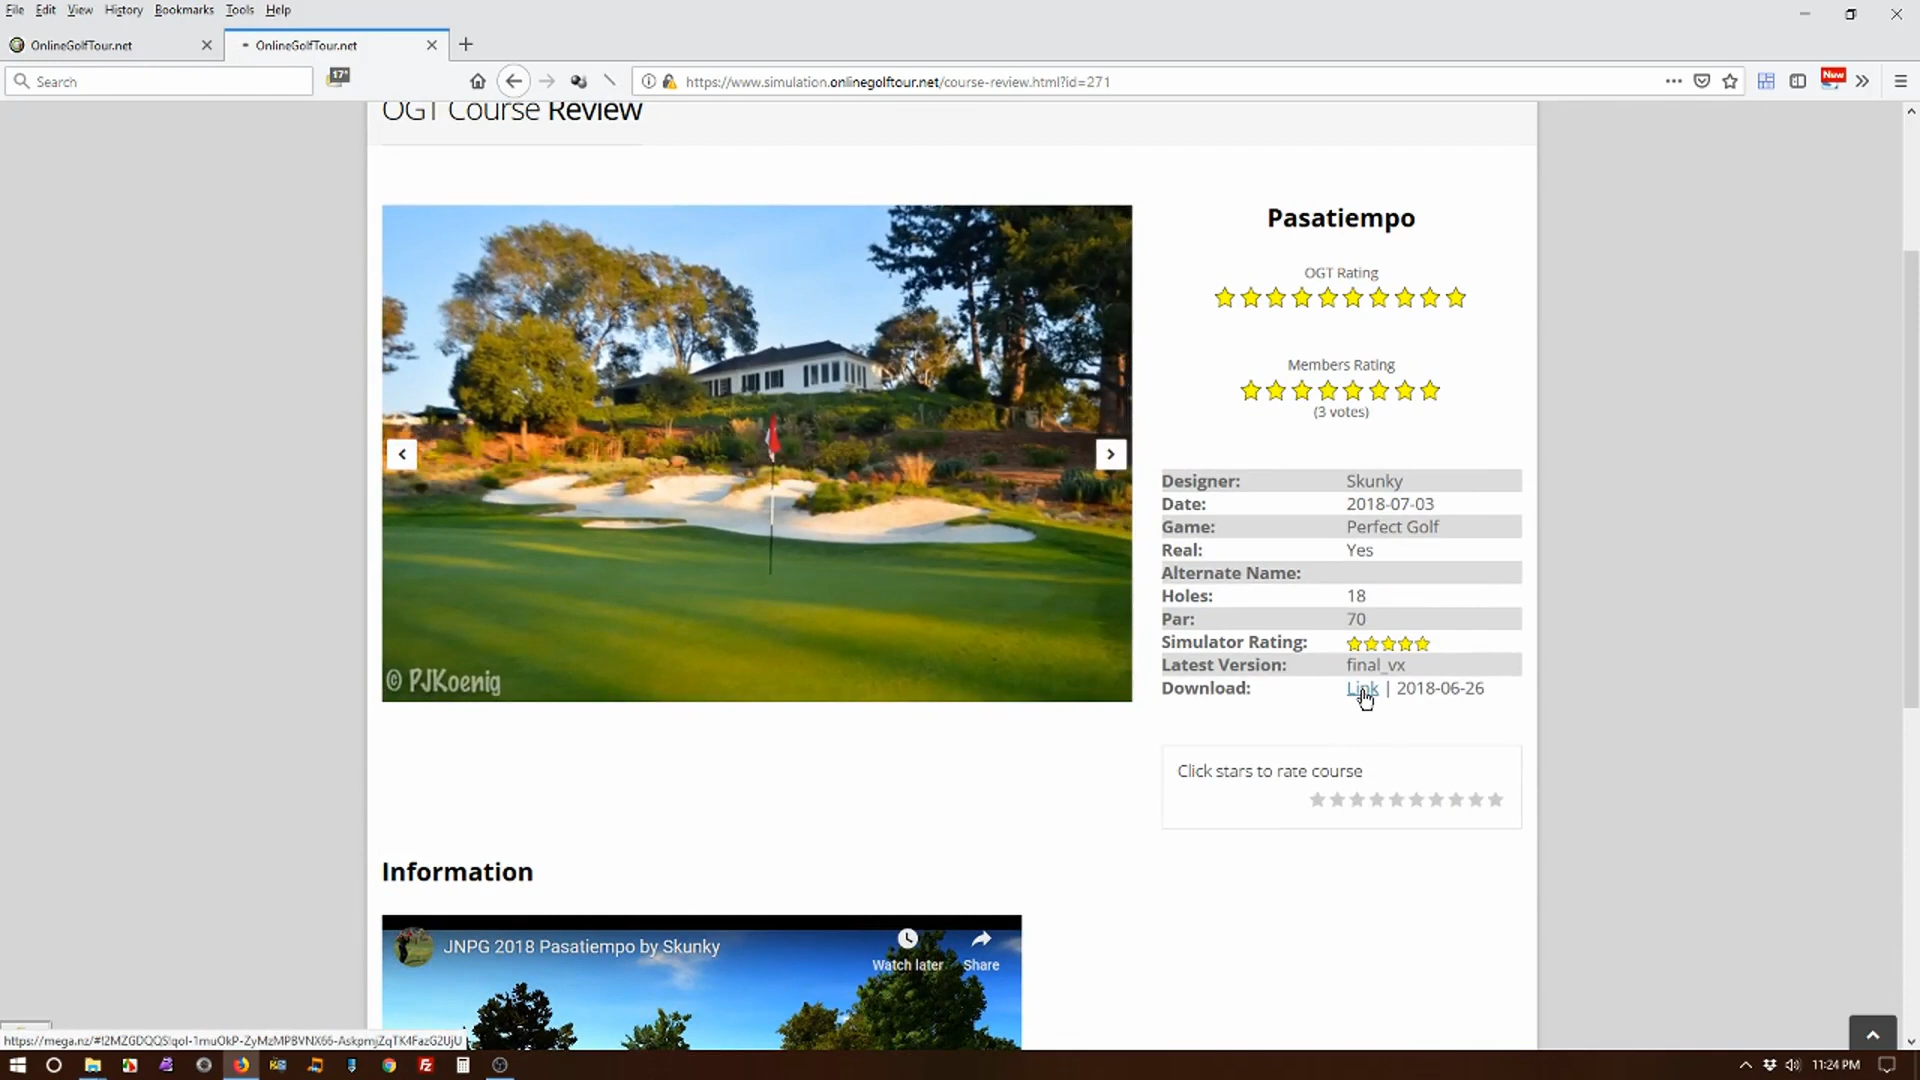 File Edit View History Bookmarks Tools Help
OnlineGolfTour.net
OnlineGolfTour.net
Search
17°
https://www.simulation.onlinegolftour.net/course-review.html?id=271
New
OGT Course Review
Pasatiempo
OGT Rating
Members Rating
(3 votes)
Designer: Skunky
Date: 2018-07-03
Game: Perfect Golf
Real: Yes
Alternate Name:
Holes: 18
Par: 70
Simulator Rating:
Latest Version: final_vx
Download: Link | 2018-06-26
© PJKoenig
Click stars to rate course
Information
JNPG 2018 Pasatiempo by Skunky
Watch later
Share
11:24 PM